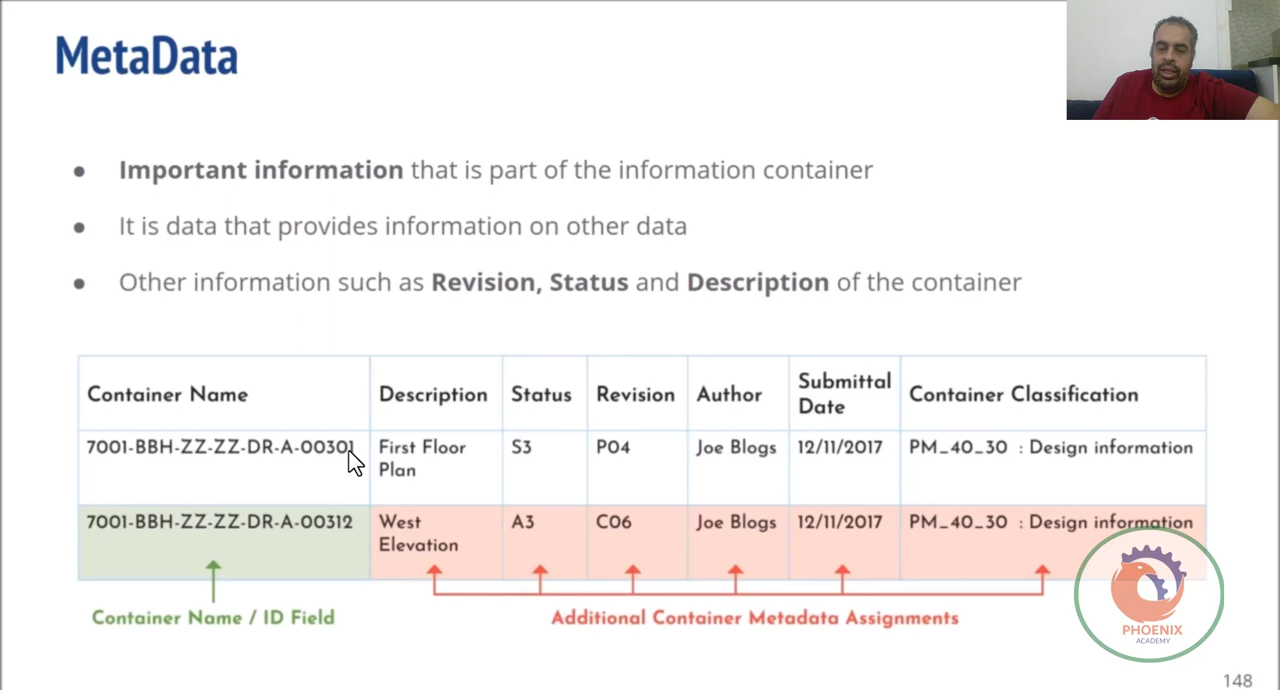 MetaData
● Important information that is part of the information container
● It is data that provides information on other data
● Other information such as Revision, Status and Description of the container
Container Name Description Status Revision Author Submittal Date Container Classification
7001-BBH-ZZ-ZZ-DR-A-00301 First Floor Plan S3 P04 Joe Blogs 12/11/2017 PM_40_30 : Design information
7001-BBH-ZZ-ZZ-DR-A-00312 West Elevation A3 C06 Joe Blogs 12/11/2017 PM_40_30 : Design information
Container Name / ID Field
Additional Container Metadata Assignments
PHOENIX
ACADEMY
148